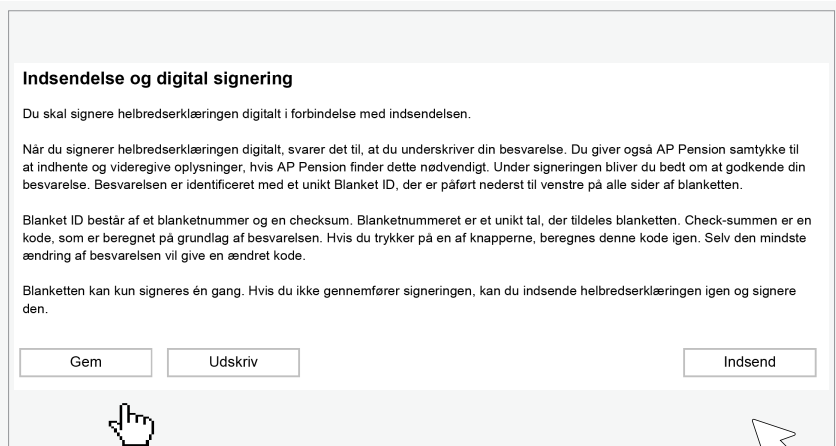 Indsendelse og digital signering
Du skal signere helbredserklæringen digitalt i forbindelse med indsendelsen.
Når du signerer helbredserklæringen digitalt, svarer det til, at du underskriver din besvarelse. Du giver også AP Pension samtykke til
at indhente og videregive oplysninger, hvis AP Pension finder dette nødvendigt. Under signeringen bliver du bedt om at godkende din
besvarelse. Besvarelsen er identificeret med et unikt Blanket ID, der er påført nederst til venstre på alle sider af blanketten.
Blanket ID består af et blanketnummer og en checksum. Blanketnummeret er et unikt tal, der tildeles blanketten. Check-summen er en
kode, som er beregnet på grundlag af besvarelsen. Hvis du trykker på en af knapperne, beregnes denne kode igen. Selv den mindste
ændring af besvarelsen vil give en ændret kode.
Blanketten kan kun signeres én gang. Hvis du ikke gennemfører signeringen, kan du indsende helbredserklæringen igen og signere
den.
Gem Udskriv Indsend